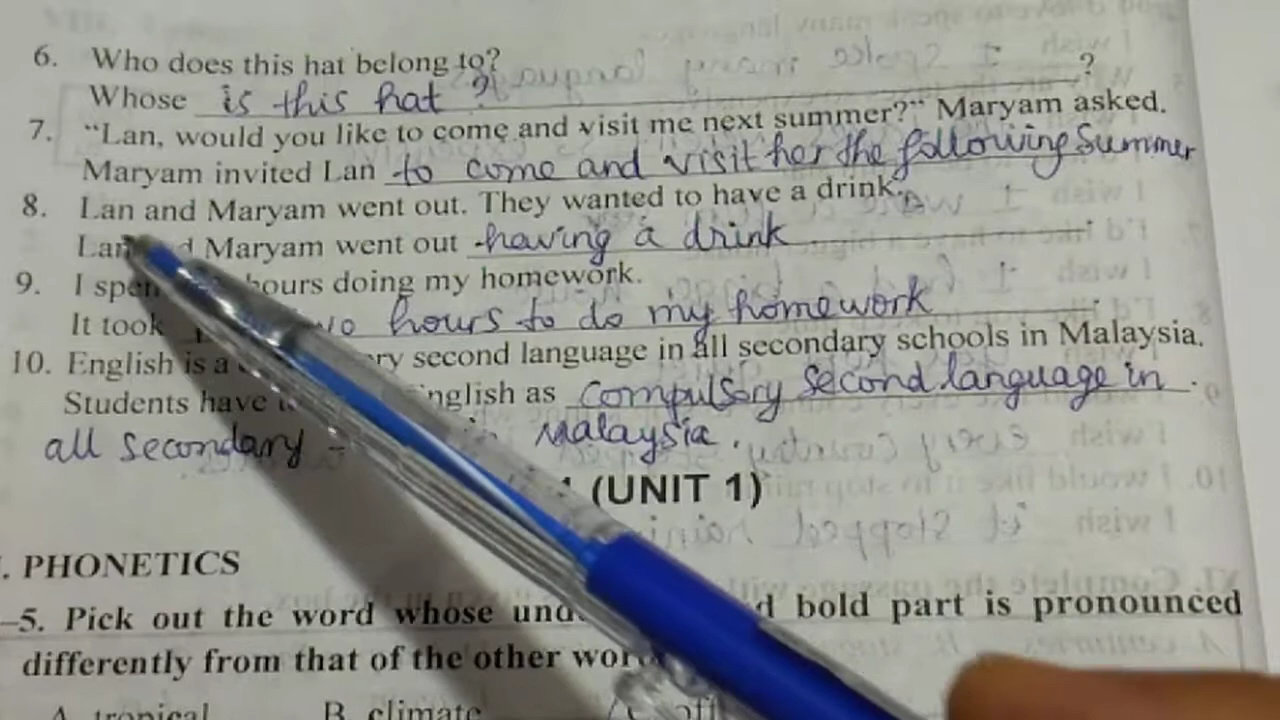 6. Who does this hat belong to?
Whose is this hat ? ?
7. “Lan, would you like to come and visit me next summer?“ Maryam asked.
Maryam invited Lan to come and visit her the following Summer
8. Lan and Maryam went out. They wanted to have a drink.
Lan Maryam went out having a drink
9. I hours doing my homework.
It took hours to do my homework
10. English is a second language in all secondary schools in Malaysia.
Students have as compulsory second language in .
all secondary Malaysia.
(UNIT 1)
I. PHONETICS
–5. Pick out the word whose bold part is pronounced
differently from that of the other
A. tropical B. climate